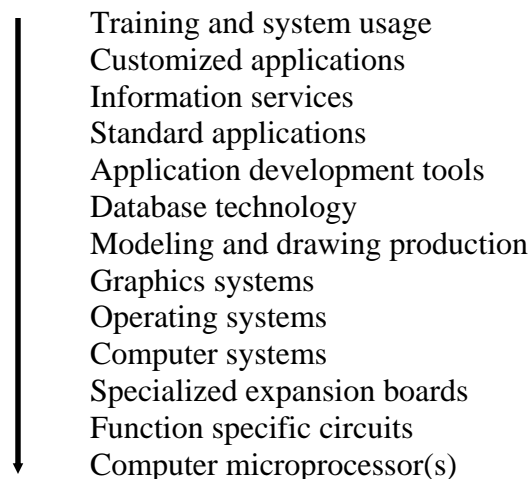 Training and system usage
Customized applications
Information services
Standard applications
Application development tools
Database technology
Modeling and drawing production
Graphics systems
Operating systems
Computer systems
Specialized expansion boards
Function specific circuits
Computer microprocessor(s)